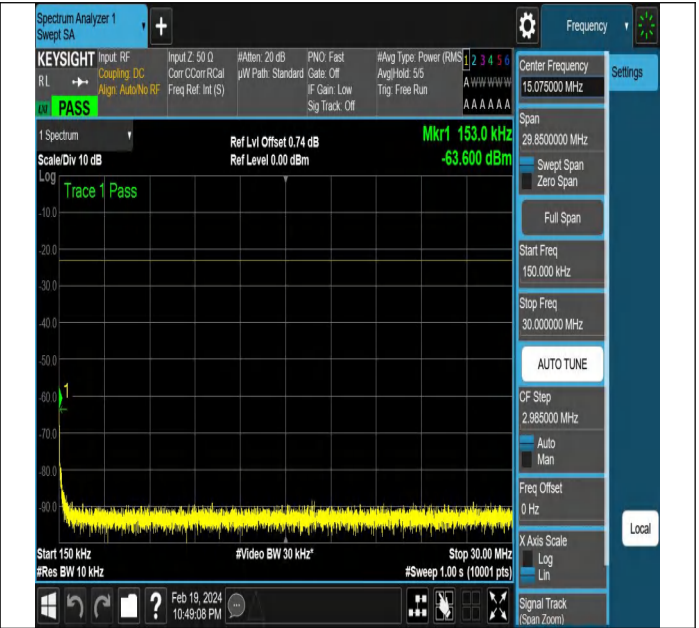 Spectrum Analyzer 1
Swept SA
+
Frequency
KEYSIGHT
RL
LXI PASS
Input: RF
Coupling: DC
Align: Auto/No RF
Input Z: 50 Ω
Corr CCorr RCal
Freq Ref: Int (S)
#Atten: 20 dB
µW Path: Standard
PNO: Fast
Gate: Off
IF Gain: Low
Sig Track: Off
#Avg Type: Power (RMS
Avg|Hold: 5/5
Trig: Free Run
1 2 3 4 5 6
A W W W W W
A A A A A A
1 Spectrum
Scale/Div 10 dB
Ref Lvl Offset 0.74 dB
Ref Level 0.00 dBm
Mkr1 153.0 kHz
-63.600 dBm
Log
Trace 1 Pass
-10.0
-20.0
-30.0
-40.0
-50.0
-60.0
1
-70.0
-80.0
-90.0
Start 150 kHz
#Video BW 30 kHz*
Stop 30.00 MHz
#Res BW 10 kHz
#Sweep 1.00 s (10001 pts)
?
Feb 19, 2024
10:49:08 PM
Center Frequency
15.075000 MHz
Span
29.8500000 MHz
Swept Span
Zero Span
Full Span
Start Freq
150.000 kHz
Stop Freq
30.000000 MHz
AUTO TUNE
CF Step
2.985000 MHz
Auto
Man
Freq Offset
0 Hz
X Axis Scale
Log
Lin
Signal Track
(Span Zoom)
Settings
Local